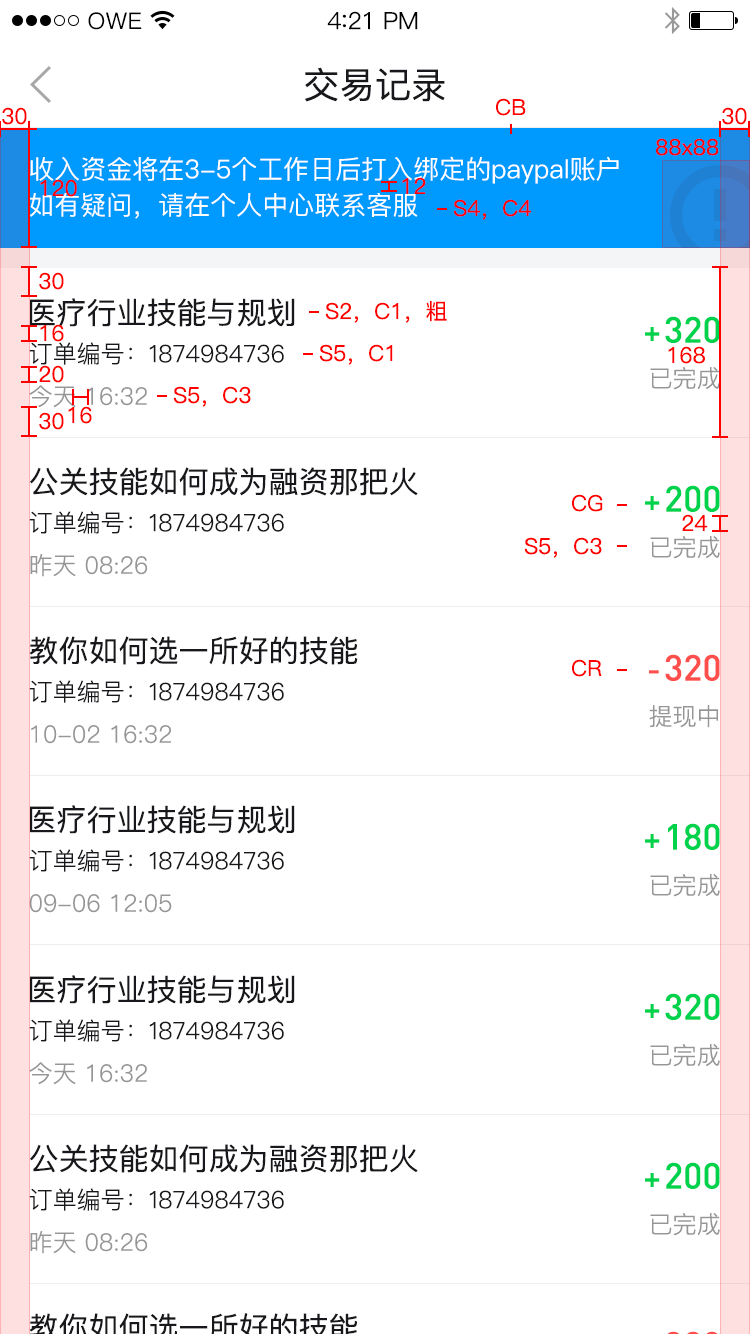 OWE
4:21 PM
交易记录
CB
30
30
88x88
收入资金将在3-5个工作日后打入绑定的paypal账户
120
12
如有疑问，请在个人中心联系客服
S4，C4
30
医疗行业技能与规划
S2，C1，粗
+320
16
订单编号：1874984736
S5，C1
168
20
已完成
今天 16:32
S5，C3
30
16
公关技能如何成为融资那把火
CG
+200
订单编号：1874984736
24
S5，C3
已完成
昨天 08:26
教你如何选一所好的技能
CR
-320
订单编号：1874984736
提现中
10-02 16:32
医疗行业技能与规划
+180
订单编号：1874984736
已完成
09-06 12:05
医疗行业技能与规划
+320
订单编号：1874984736
已完成
今天 16:32
公关技能如何成为融资那把火
+200
订单编号：1874984736
已完成
昨天 08:26
教你如何选一所好的技能